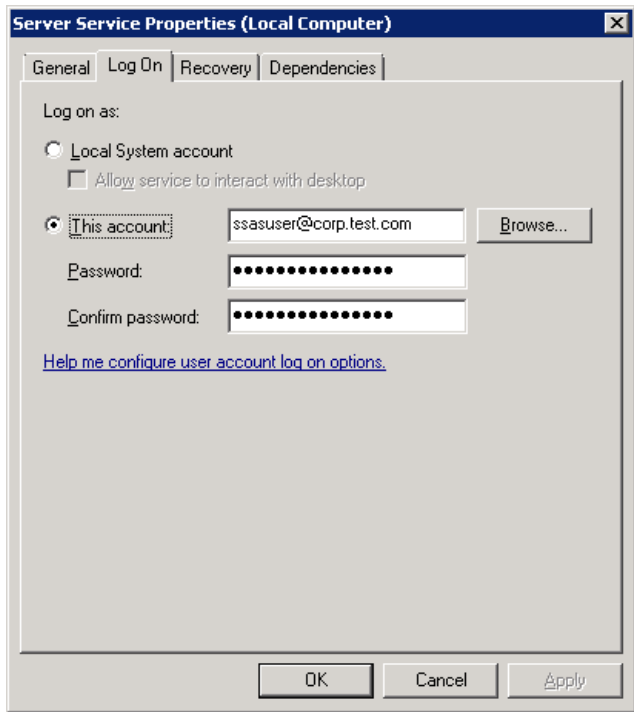 Server Service Properties (Local Computer)
General Log On Recovery Dependencies
Log on as:
Local System account
Allow service to interact with desktop
This account: ssasuser@corp.test.com Browse...
Password: ●●●●●●●●●●●●●●●
Confirm password: ●●●●●●●●●●●●●●●
Help me configure user account log on options.
OK Cancel Apply